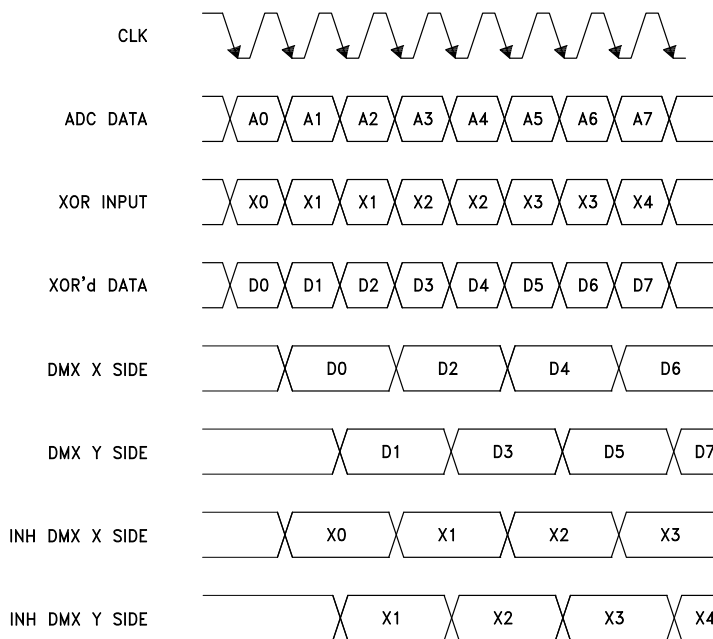 CLK
ADC DATA A0 A1 A2 A3 A4 A5 A6 A7
XOR INPUT X0 X1 X1 X2 X2 X3 X3 X4
XOR'd DATA D0 D1 D2 D3 D4 D5 D6 D7
DMX X SIDE D0 D2 D4 D6
DMX Y SIDE D1 D3 D5 D7
INH DMX X SIDE X0 X1 X2 X3
INH DMX Y SIDE X1 X2 X3 X4